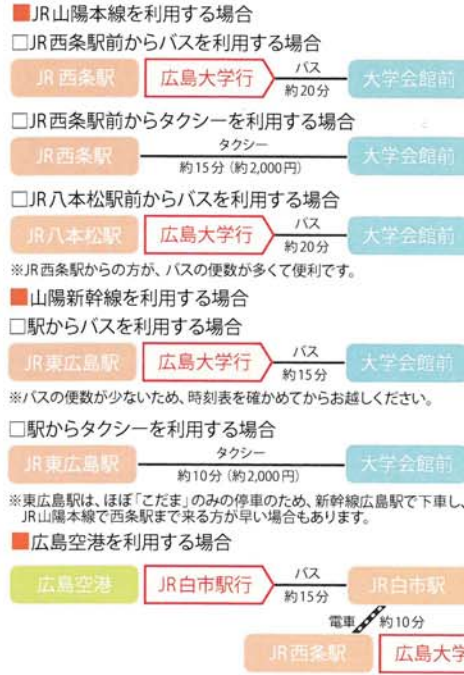 ■JR山陽本線を利用する場合
□JR西条駅前からバスを利用する場合
JR西条駅 広島大学行 バス 約20分 大学会館前
□JR西条駅前からタクシーを利用する場合
JR西条駅 タクシー 約15分(約2,000円) 大学会館前
□JR八本松駅前からバスを利用する場合
JR八本松駅 広島大学行 バス 約20分 大学会館前
※JR西条駅からの方が、バスの便数が多くて便利です。
■山陽新幹線を利用する場合
□駅からバスを利用する場合
JR東広島駅 広島大学行 バス 約15分 大学会館前
※バスの便数が少ないため、時刻表を確かめてからお越しください。
□駅からタクシーを利用する場合
JR東広島駅 タクシー 約10分(約2,000円) 大学会館前
※東広島駅は、ほぼ「こだま」のみの停車のため、新幹線広島駅で下車し、
JR山陽本線で西条駅まで来る方が早い場合もあります。
■広島空港を利用する場合
広島空港 JR白市駅行 バス 約15分 JR白市駅
電車 約10分
JR西条駅 広島大学